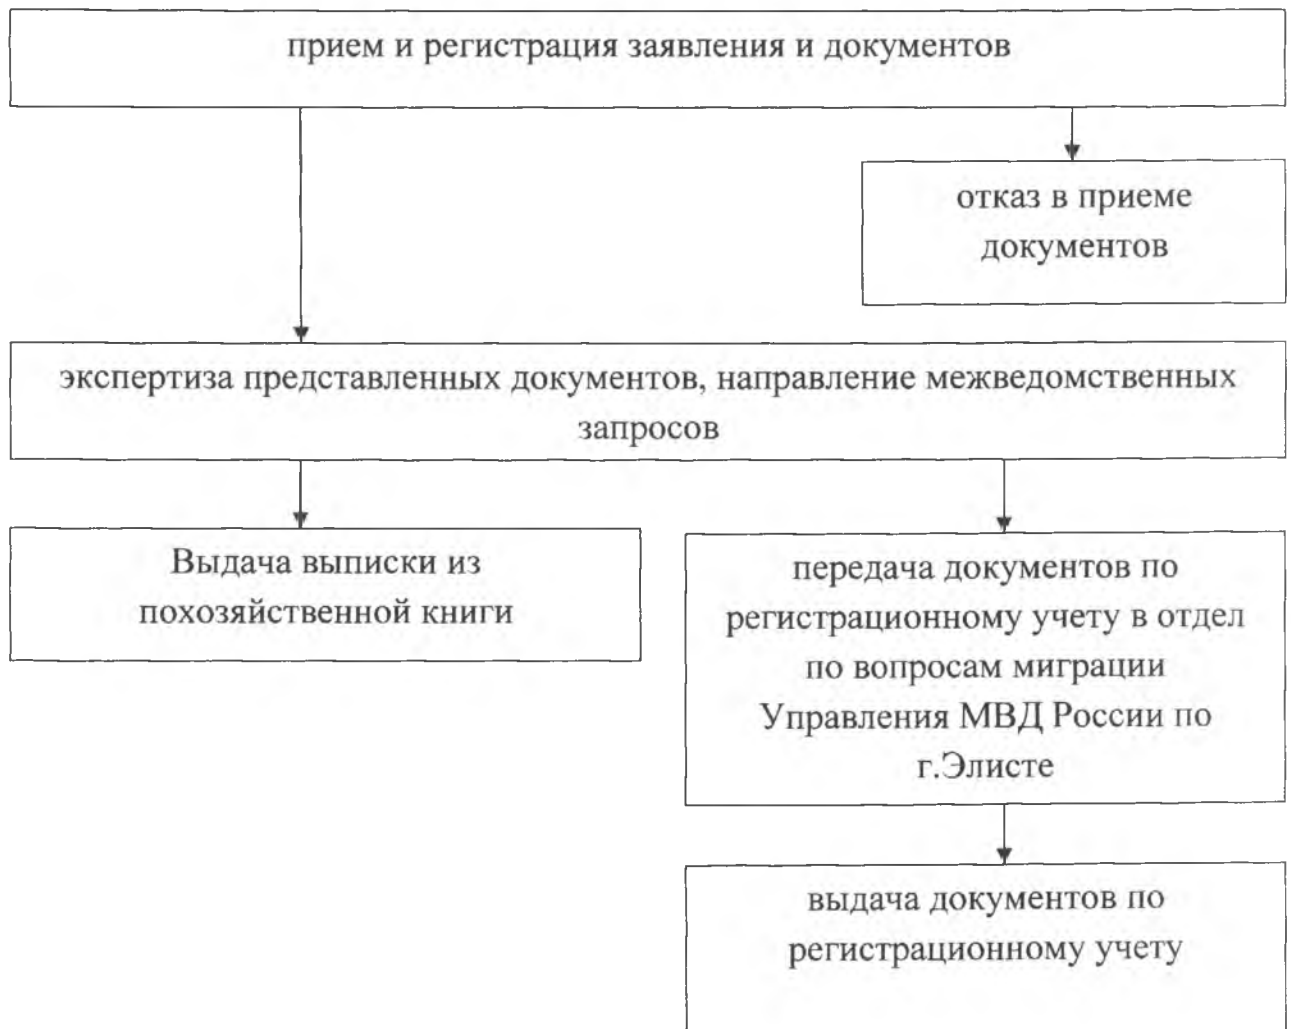 прием и регистрация заявления и документов
отказ в приеме
документов
экспертиза представленных документов, направление межведомственных
запросов
Выдача выписки из
похозяйственной книги
передача документов по
регистрационному учету в отдел
по вопросам миграции
Управления МВД России по
г.Элисте
выдача документов по
регистрационному учету